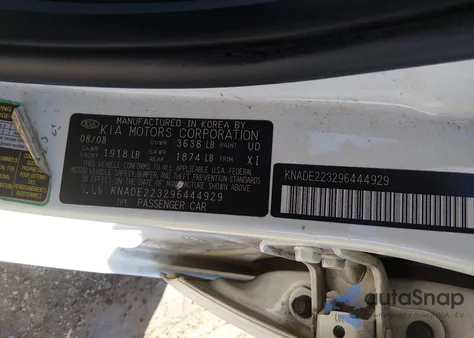 MANUFACTURED IN KOREA BY
KIA KIA MOTORS CORPORATION
08/08 GVWR 3638 LB PAINT UD
GAWR FRONT 1918 LB GAWR REAR 1874 LB TRIM XI
THIS VEHICLE CONFORMS TO ALL APPLICABLE U.S.A. FEDERAL
MOTOR VEHICLE SAFETY, BUMPER, AND THEFT PREVENTION
STANDARDS IN EFFECT ON THE DATE OF MANUFACTURE
SHOWN ABOVE.
V.I.N KNADE223296444929
TYPE PASSENGER CAR
KNADE223296444929
autoSnap